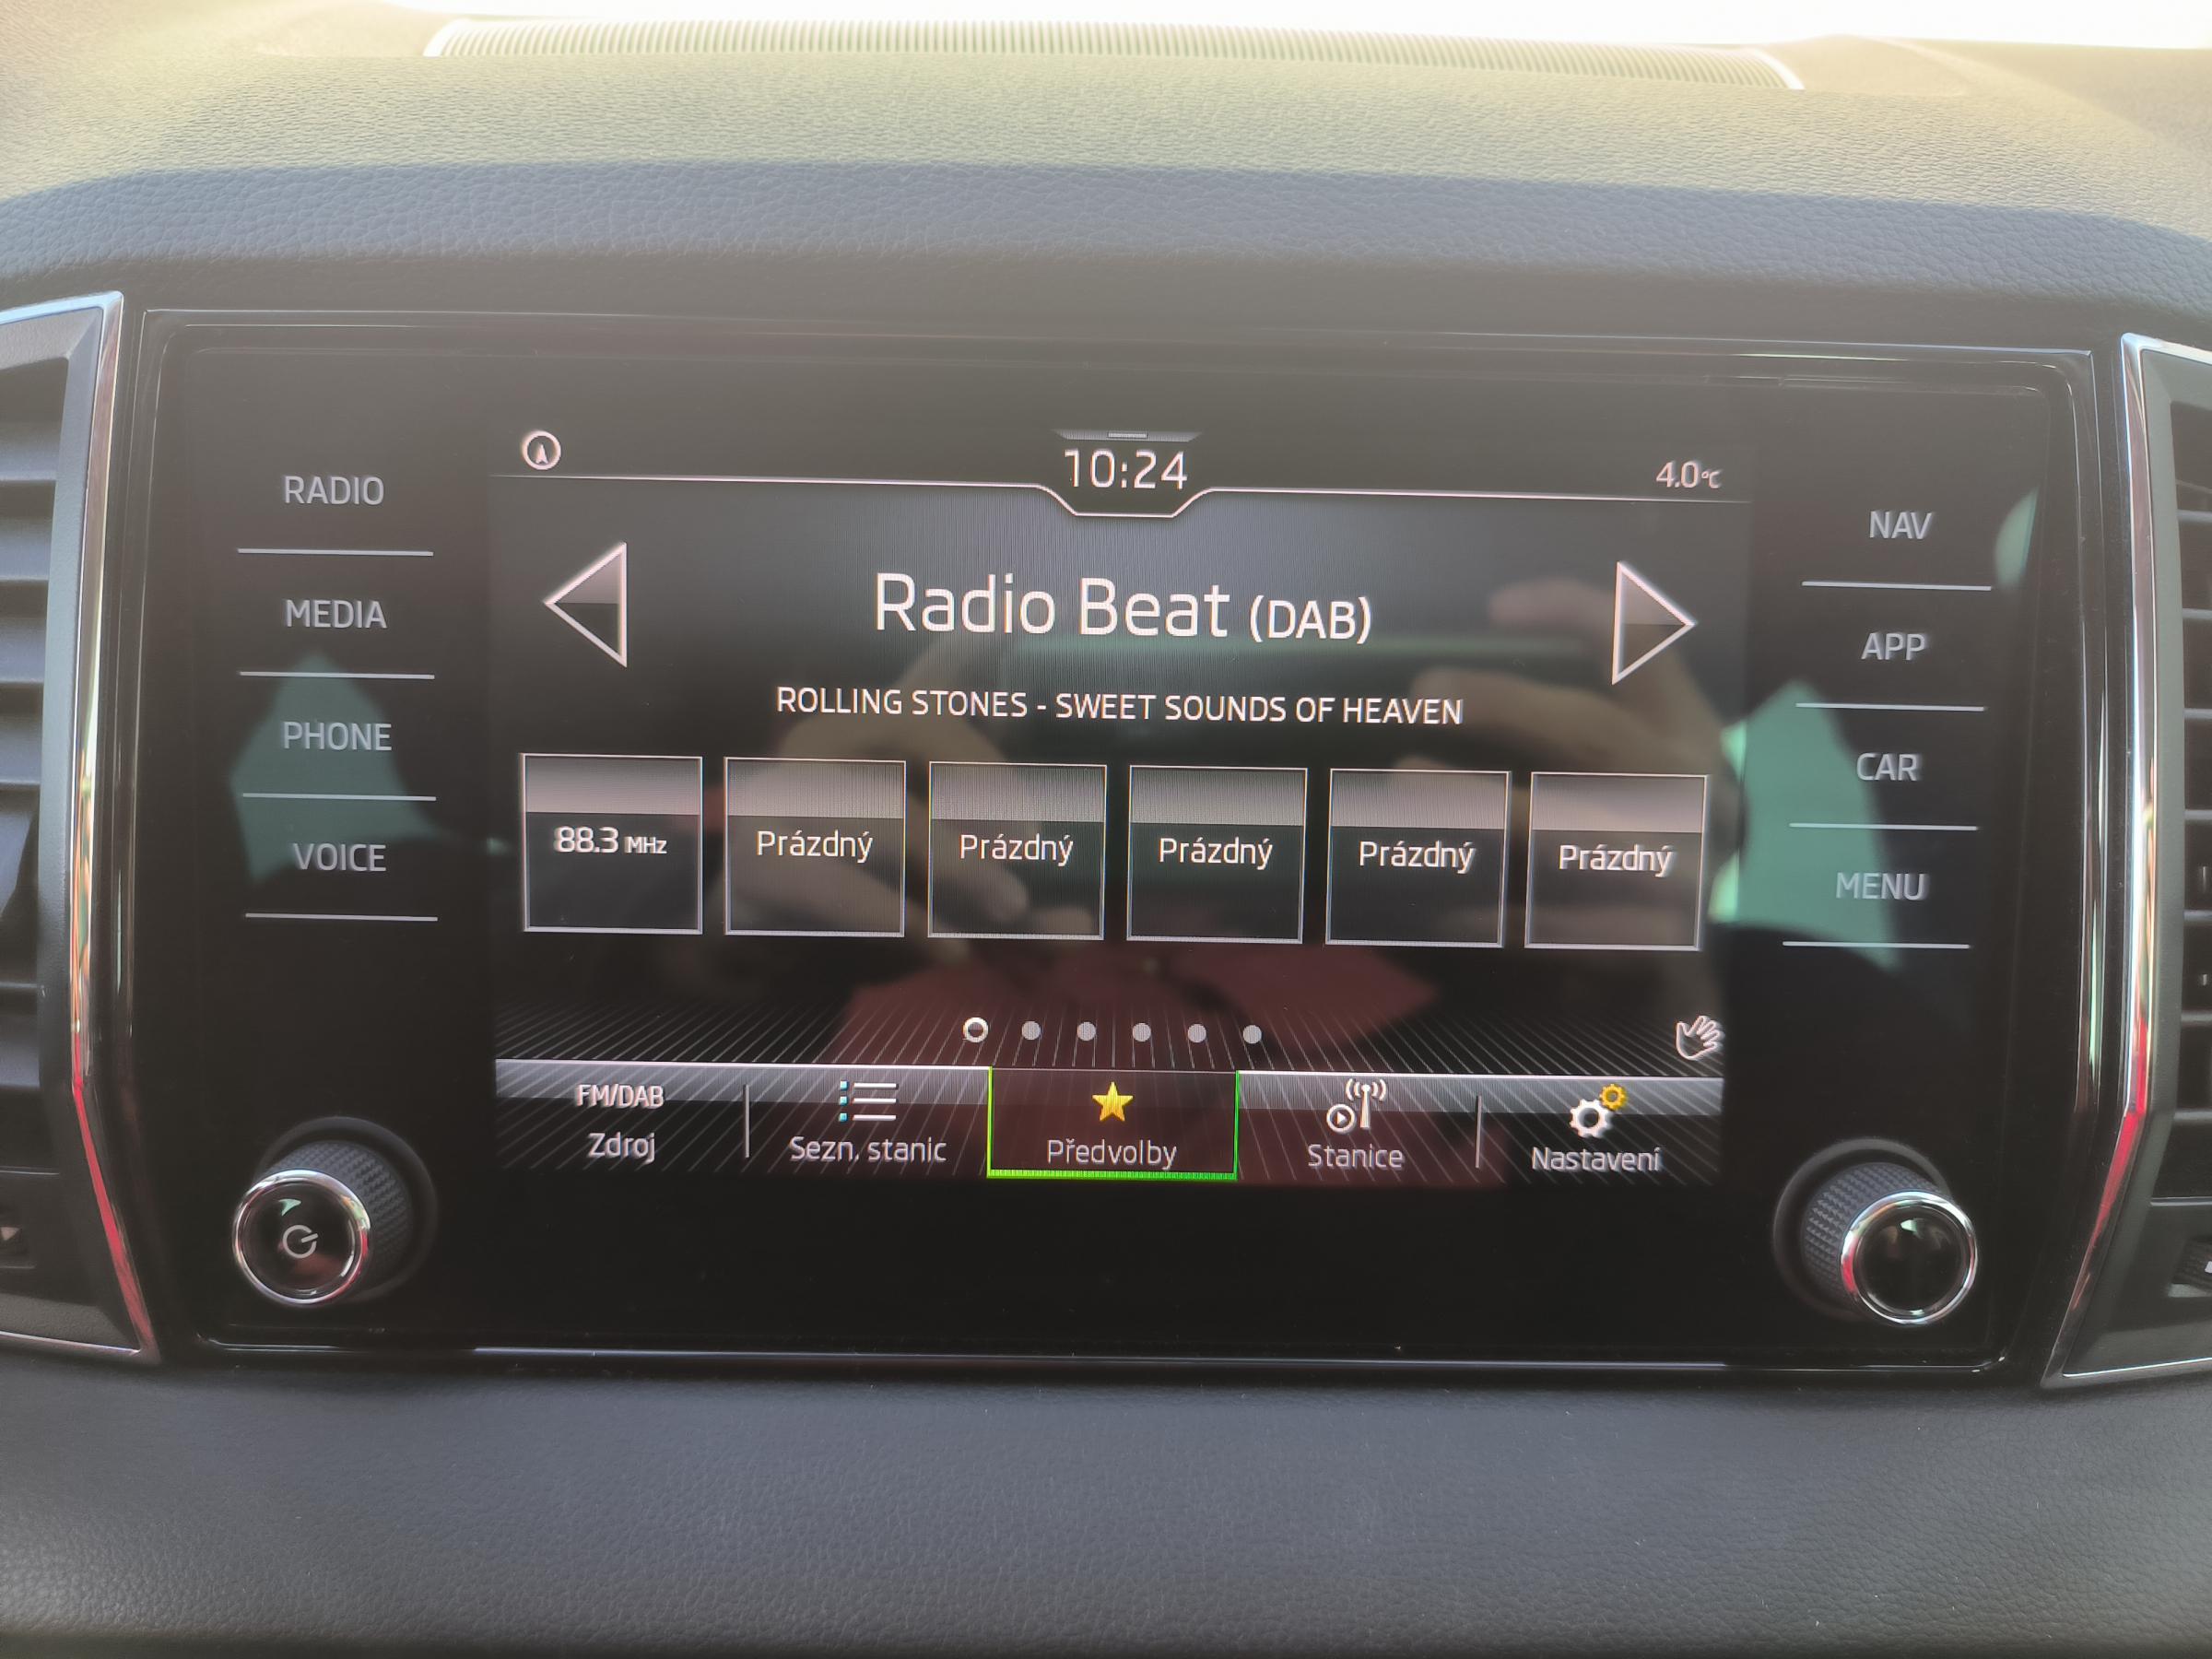 RADIO
MEDIA
PHONE
VOICE
10:24
4.0°C
Radio Beat (DAB)
ROLLING STONES - SWEET SOUNDS OF HEAVEN
88.3 MHz
Prázdný
Prázdný
Prázdný
Prázdný
Prázdný
FM/DAB
Zdroj
Sezn. stanic
Předvolby
Stanice
Nastavení
NAV
APP
CAR
MENU